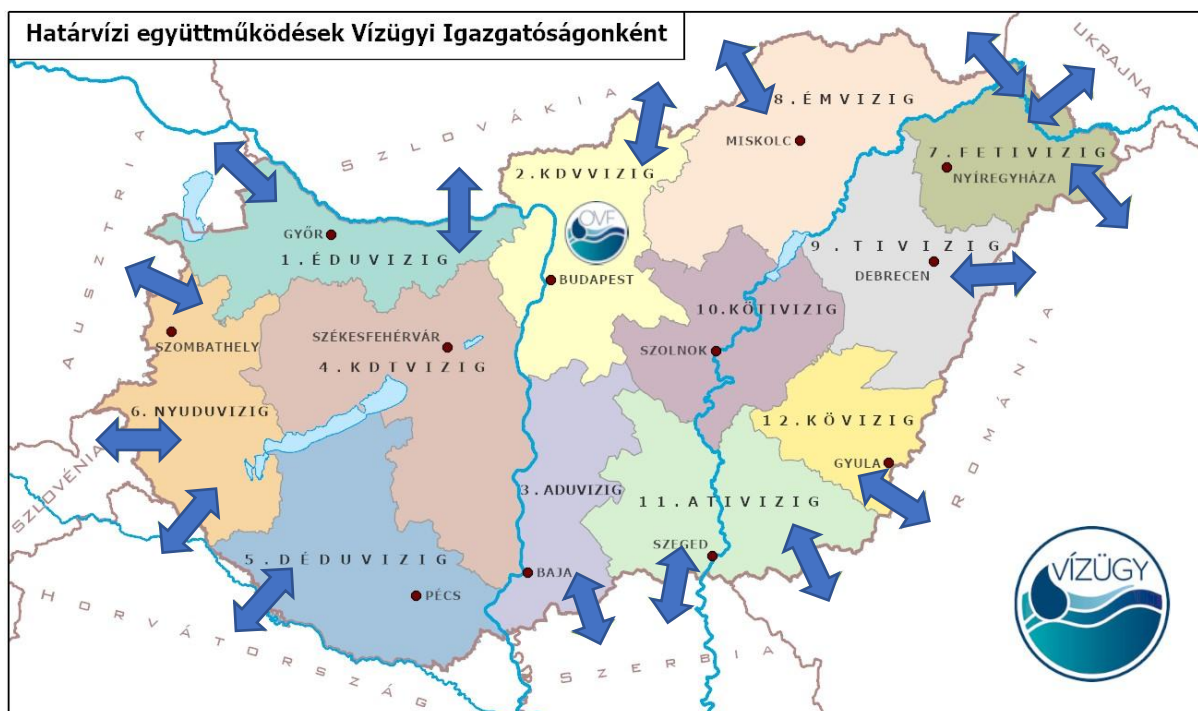 Határvízi együttműködések Vízügyi Igazgatóságonként
UKRAJNA
SZLOVÁKIA
AUSZTRIA
8.ÉMVIZIG
MISKOLC
7.FETIVIZIG
NYÍREGYHÁZA
2.KDVVIZIG
OVF
GYŐR
1.ÉDUVIZIG
BUDAPEST
9.TIVIZIG
DEBRECEN
SZOMBATHELY
SZÉKESFEHÉRVÁR
4.KDTVIZIG
10.KÖTIVIZIG
SZOLNOK
ROMÁNIA
6. NYUDUVIZIG
12.KÖVIZIG
GYULA
SZLOVÉNIA
3.ADUVIZIG
11.ATIVIZIG
SZEGED
5.DÉDUVIZIG
BAJA
PÉCS
HORVÁTORSZÁG
SZERBIA
VÍZÜGY